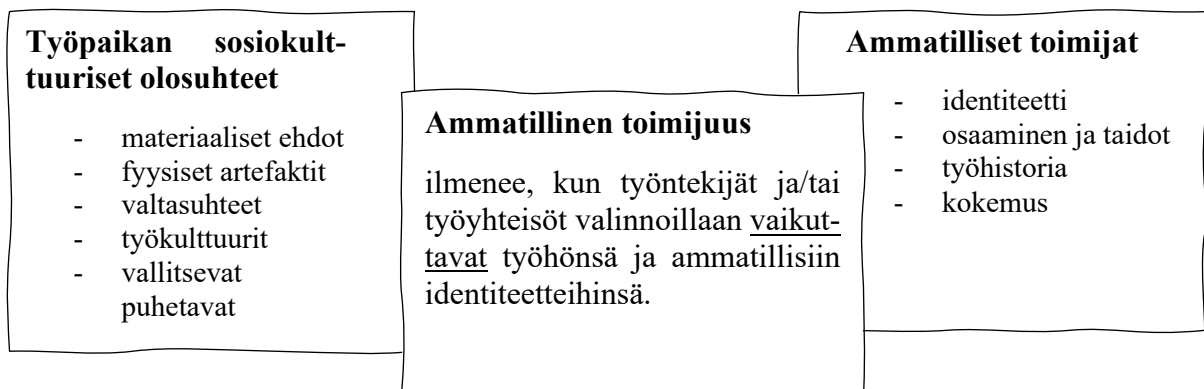 Työpaikan sosiokult-
tuuriset olosuhteet
- materiaaliset ehdot
- fyysiset artefaktit
- valtasuhteet
- työkulttuurit
- vallitsevat
puhetavat
Ammatillinen toimijuus
ilmenee, kun työntekijät ja/tai
työyhteisöt valinnoillaan vaikut-
tavat työhönsä ja ammatillisiin
identiteetteihinsä.
Ammatilliset toimijat
- identiteetti
- osaaminen ja taidot
- työhistoria
- kokemus